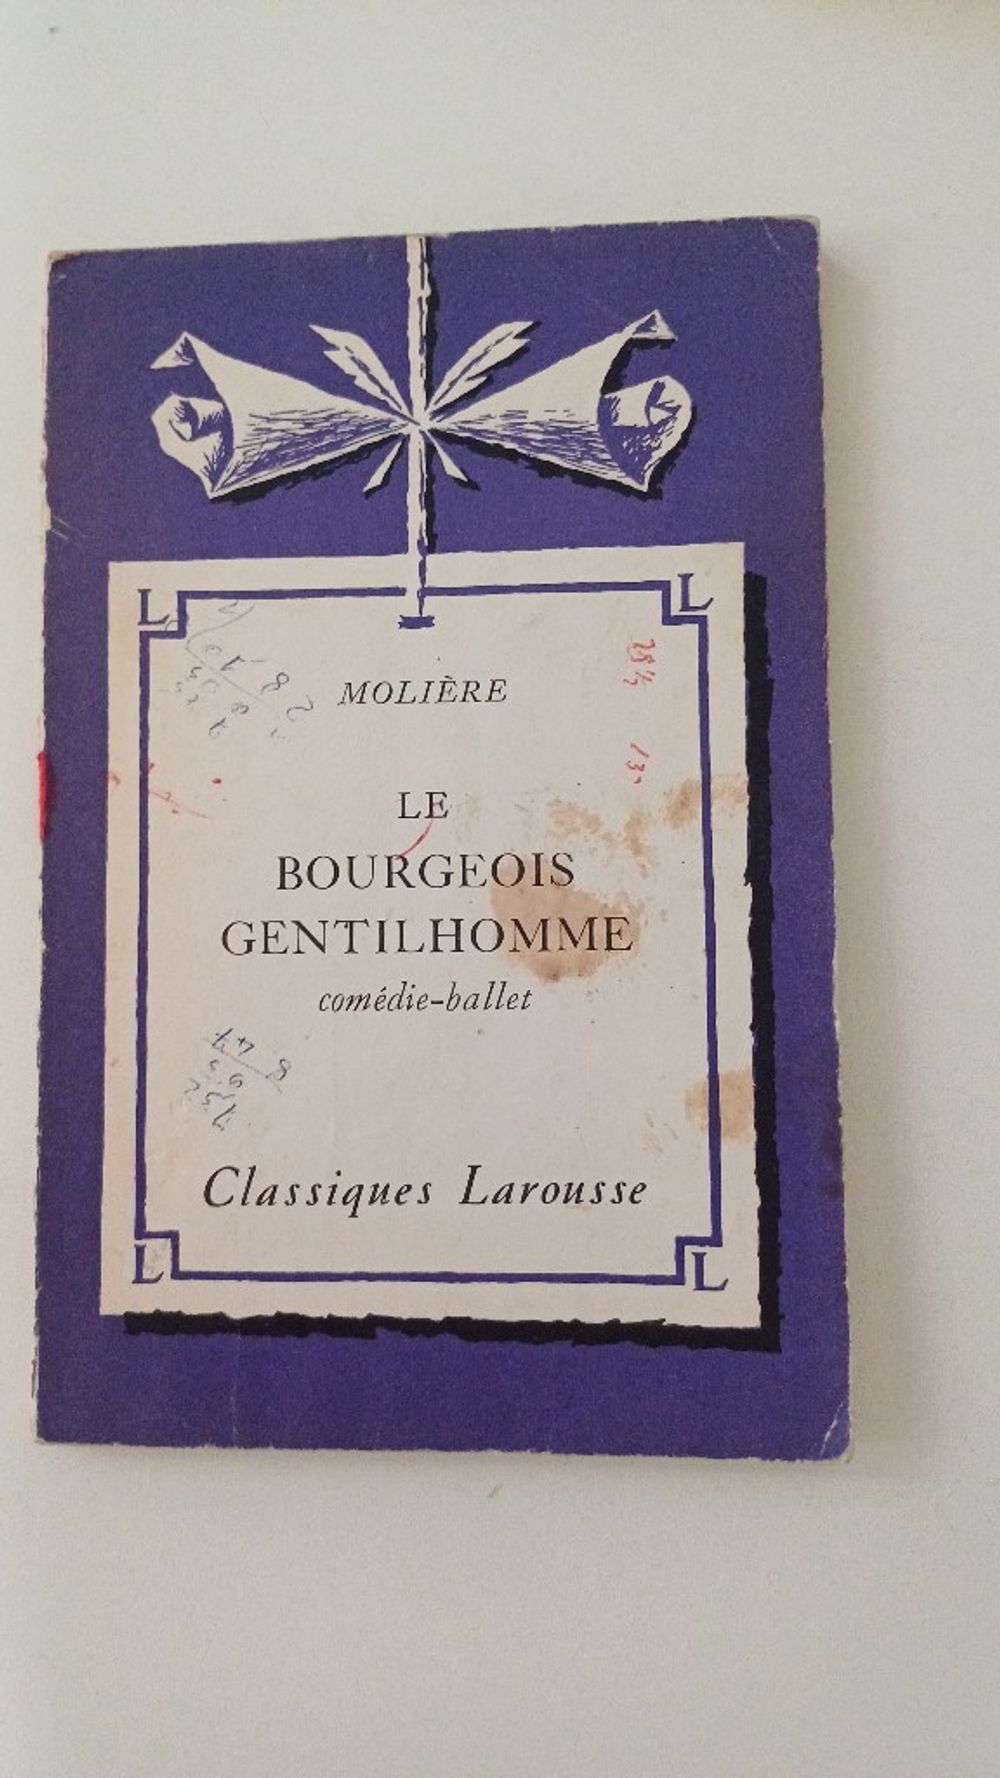 L L
MOLIÈRE
LE
BOURGEOIS
GENTILHOMME
comédie-ballet
Classiques Larousse
L L